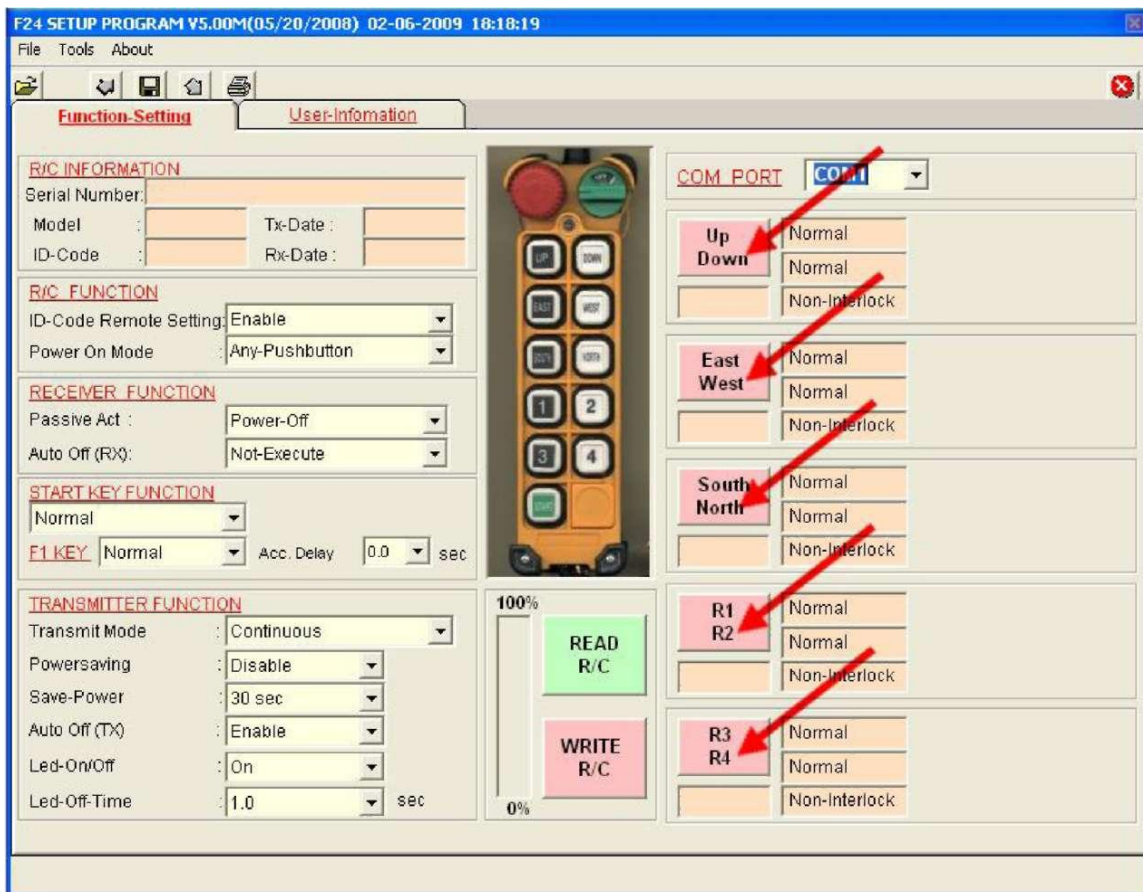 F24 SETUP PROGRAM V5.00M(05/20/2008) 02-06-2009 18:18:19
File Tools About
Function-Setting
User-Infomation
R/C INFORMATION
Serial Number:
Model : Tx-Date :
ID-Code : Rx-Date :
R/C FUNCTION
ID-Code Remote Setting: Enable
Power On Mode : Any-Pushbutton
RECEIVER FUNCTION
Passive Act : Power-Off
Auto Off (RX): Not-Execute
START KEY FUNCTION
Normal
F1 KEY Normal Acc. Delay 0.0 sec
TRANSMITTER FUNCTION
Transmit Mode : Continuous
Powersaving : Disable
Save-Power : 30 sec
Auto Off (TX) : Enable
Led-On/Off : On
Led-Off-Time : 1.0 sec
UP DOWN
EAST WEST
SOUTH NORTH
1 2
3 4
START
100%
0%
READ
R/C
WRITE
R/C
COM PORT COM1
Up
Down
Normal
Normal
Non-Interlock
East
West
Normal
Normal
Non-Interlock
South
North
Normal
Normal
Non-Interlock
R1
R2
Normal
Normal
Non-Interlock
R3
R4
Normal
Normal
Non-Interlock